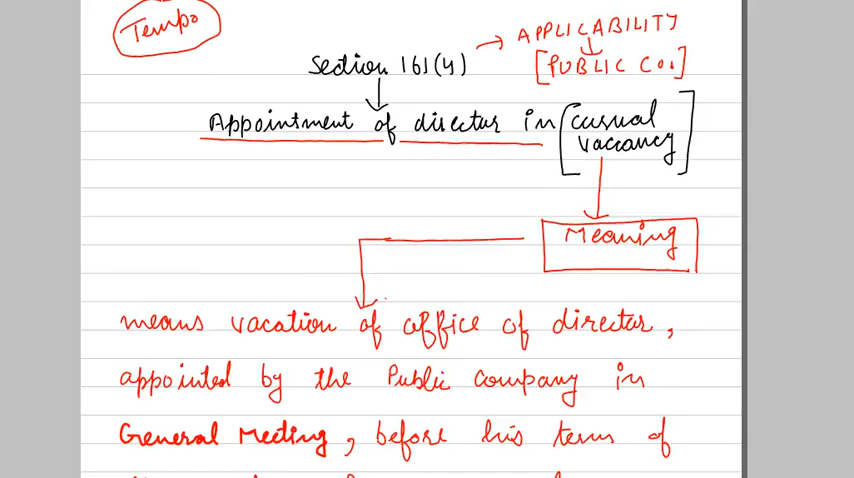 Tempo
Section 161(4) → APPLICABILITY
[PUBLIC Co.]
Appointment of director in [casual
vaccancy]
Meaning
means vacation of office of director,
appointed by the Public company in
General Meeting, before his term of